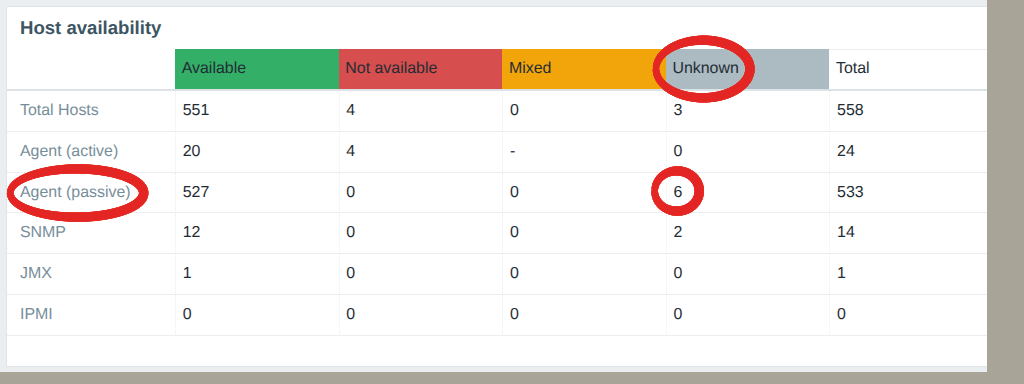 Host availability
Available Not available Mixed Unknown Total
Total Hosts 551 4 0 3 558
Agent (active) 20 4 - 0 24
Agent (passive) 527 0 0 6 533
SNMP 12 0 0 2 14
JMX 1 0 0 0 1
IPMI 0 0 0 0 0